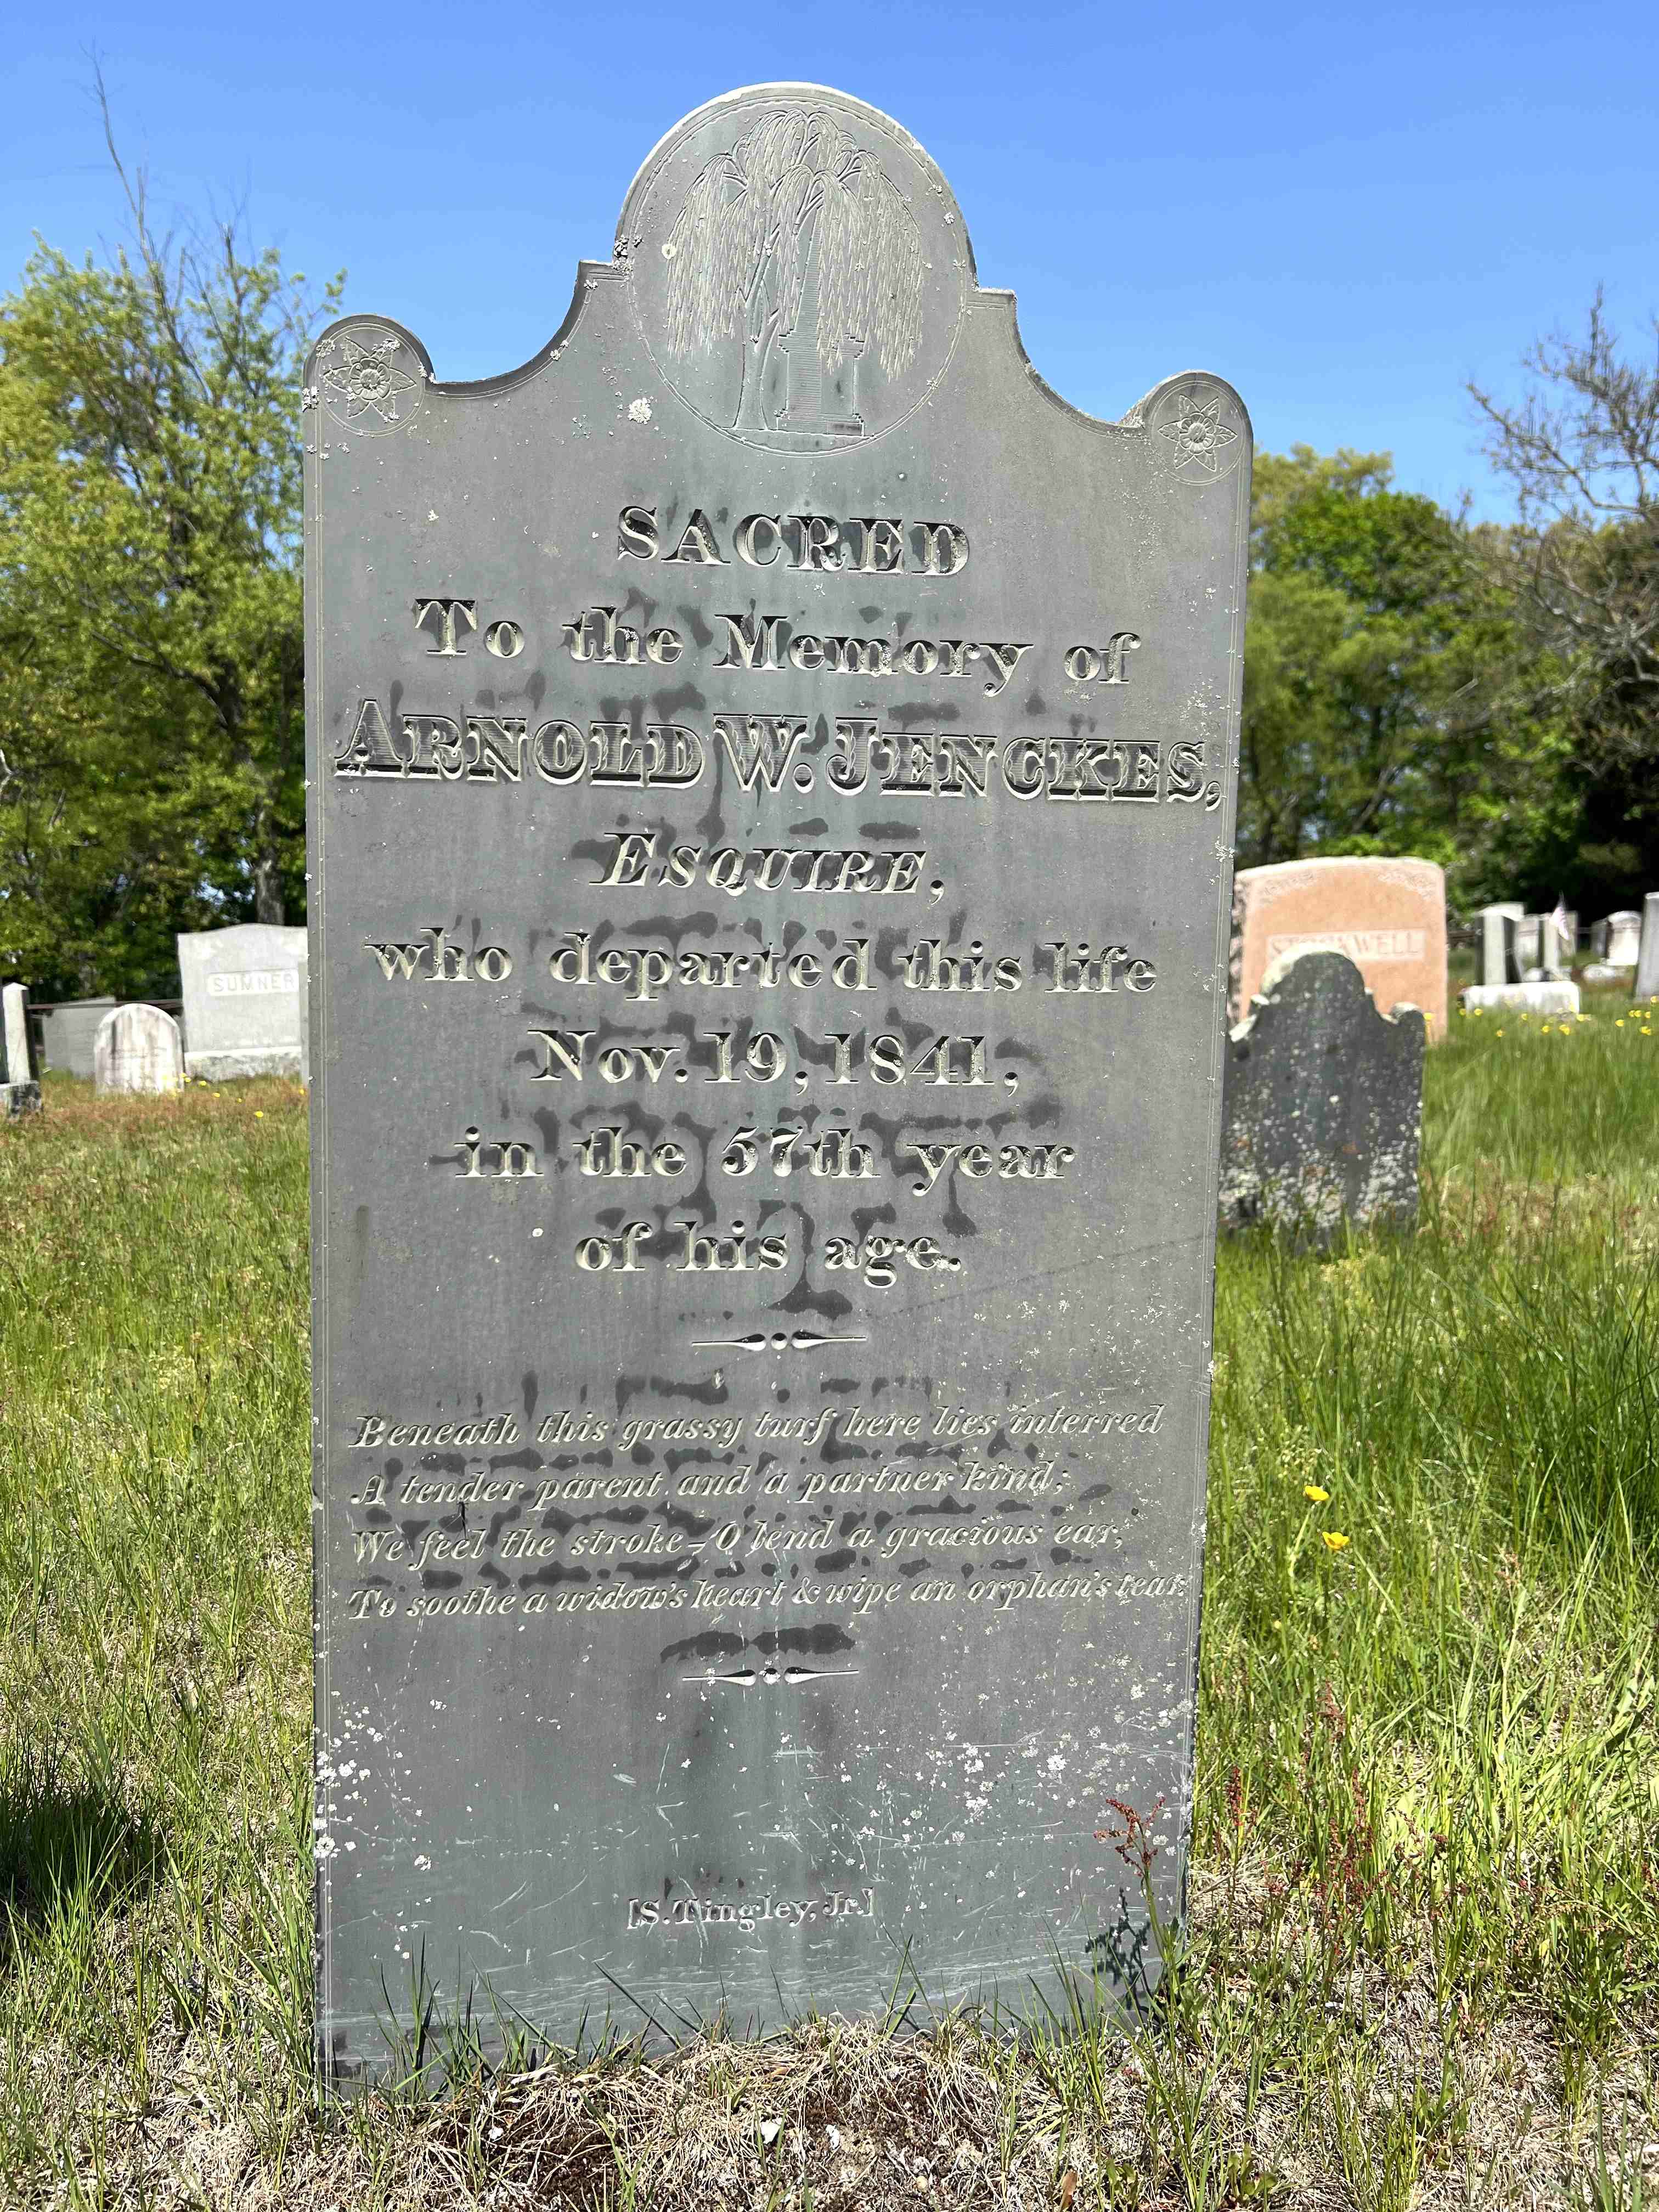 SACRED
To the Memory of
ARNOLD W. JENCKES,
ESQUIRE,
who departed this life
Nov. 19, 1841,
in the 57th year
of his age.
Beneath this grassy turf here lies interred
A tender parent and a partner kind;
We feel the stroke – O bend a gracious ear,
To soothe a widow's heart & wipe an orphan's tear.
[S. Tingley, Jr.]
SUMNER
STOCKWELL